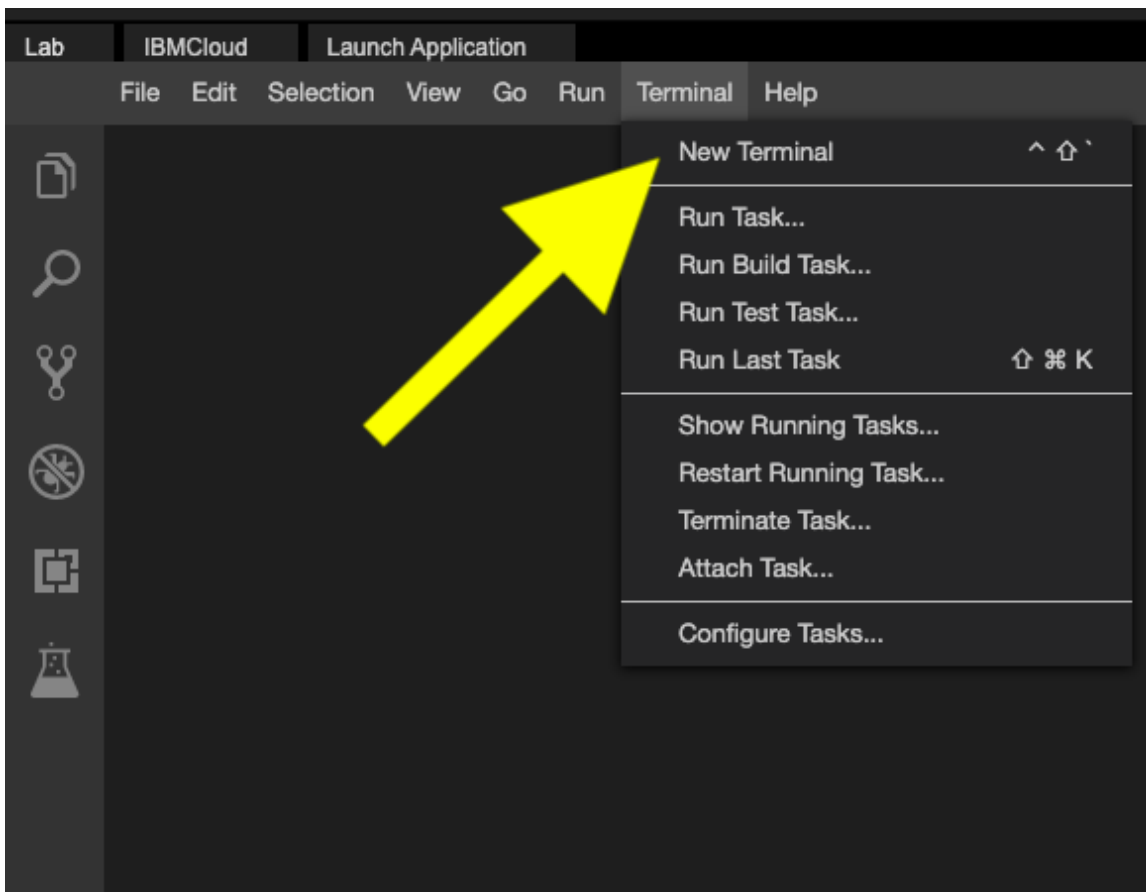 Lab IBMCloud Launch Application
File Edit Selection View Go Run Terminal Help
New Terminal ^ ⇧ `
Run Task...
Run Build Task...
Run Test Task...
Run Last Task ⇧ ⌘ K
Show Running Tasks...
Restart Running Task...
Terminate Task...
Attach Task...
Configure Tasks...